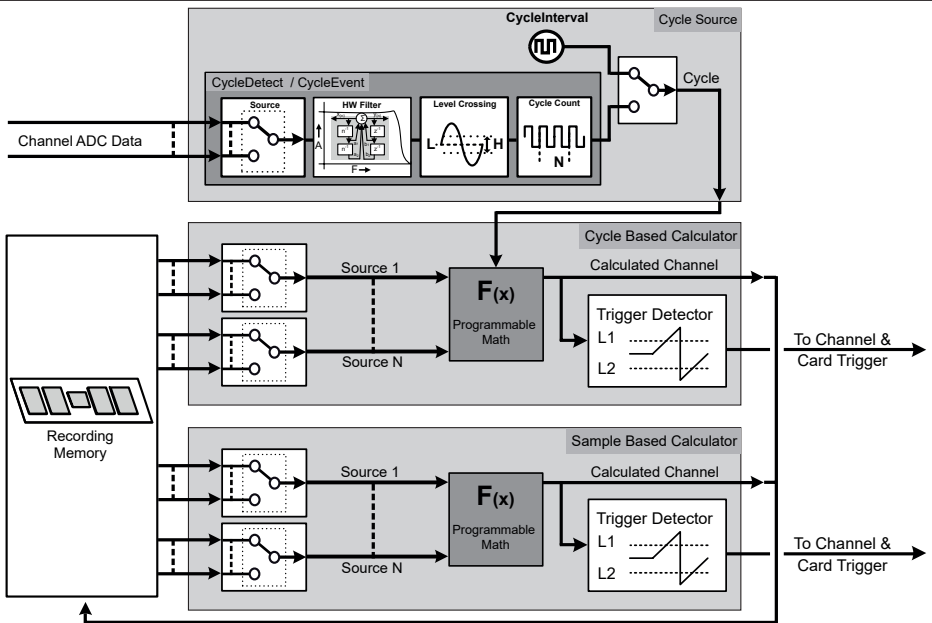 CycleInterval
Cycle Source
Cycle
CycleDetect / CycleEvent
Source
HW Filter
A
F
Level Crossing
L
H
Cycle Count
N
Channel ADC Data
Cycle Based Calculator
Source 1
Source N
F(x)
Programmable
Math
Calculated Channel
Trigger Detector
L1
L2
To Channel &
Card Trigger
Recording
Memory
Sample Based Calculator
Source 1
Source N
F(x)
Programmable
Math
Calculated Channel
Trigger Detector
L1
L2
To Channel &
Card Trigger